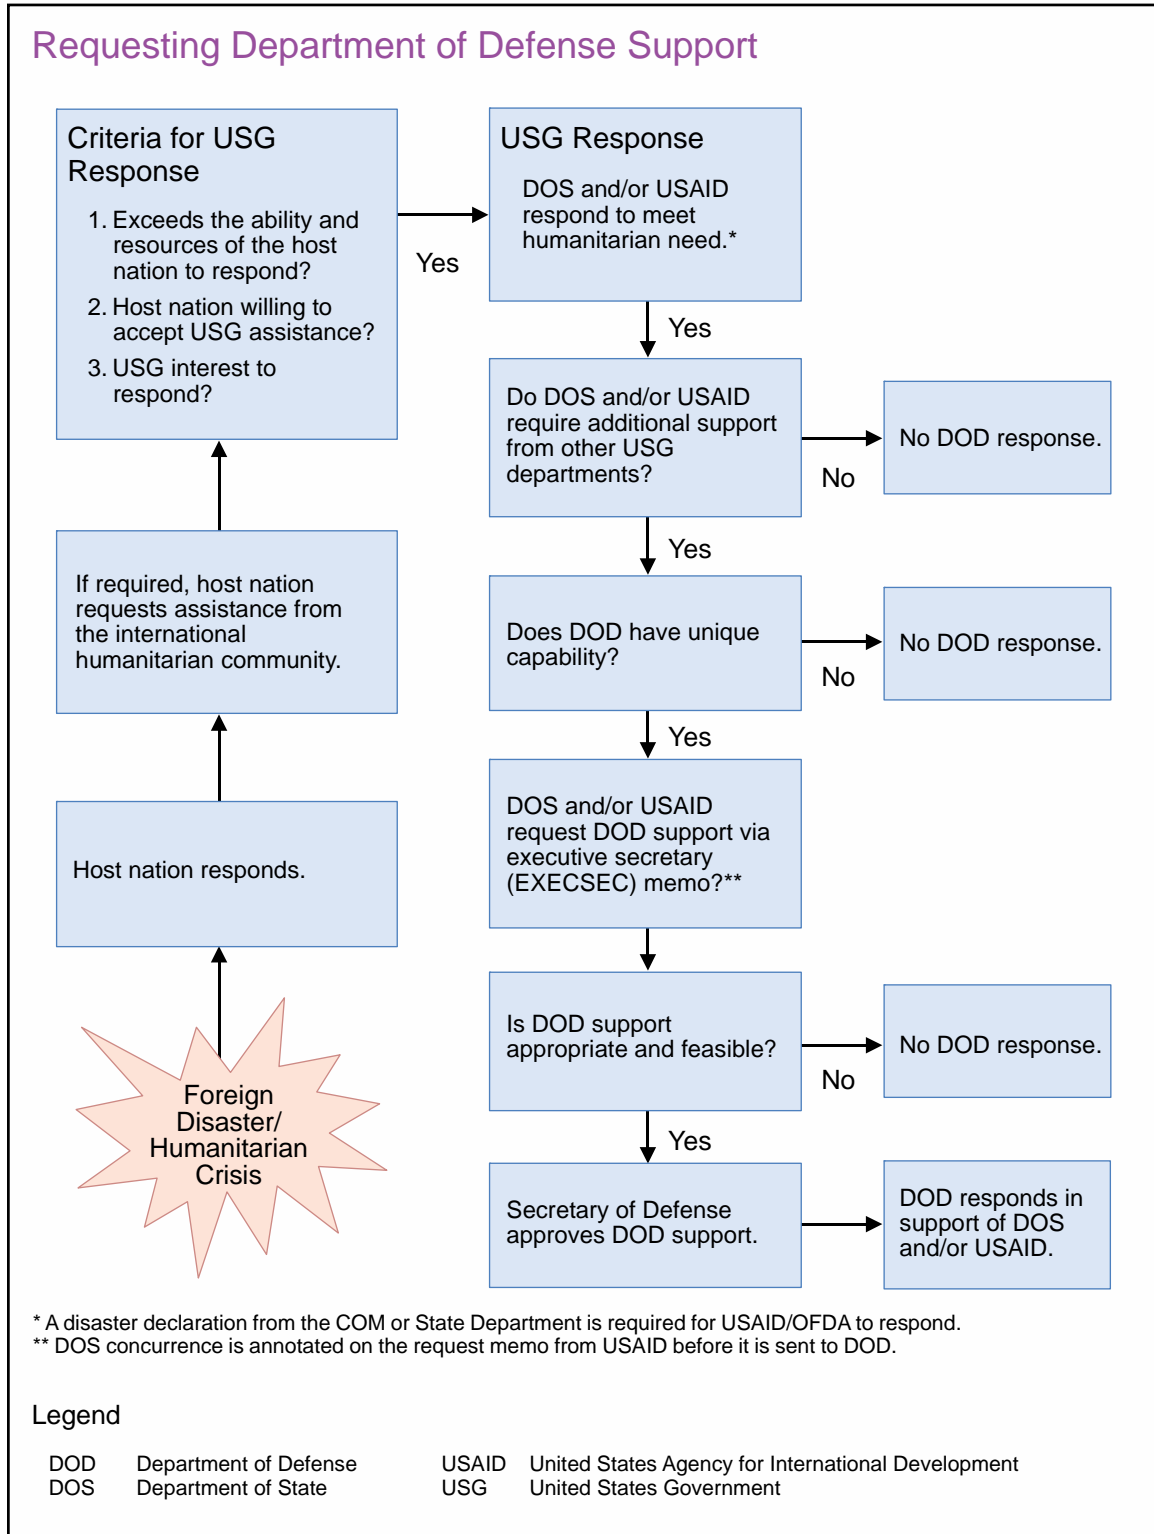 Requesting Department of Defense Support
Criteria for USG
Response
1. Exceeds the ability and
resources of the host
nation to respond?
2. Host nation willing to
accept USG assistance?
3. USG interest to
respond?
Yes
USG Response
DOS and/or USAID
respond to meet
humanitarian need.*
Yes
Do DOS and/or USAID
require additional support
from other USG
departments?
No
No DOD response.
Yes
If required, host nation
requests assistance from
the international
humanitarian community.
Does DOD have unique
capability?
No
No DOD response.
Yes
Host nation responds.
DOS and/or USAID
request DOD support via
executive secretary
(EXECSEC) memo?**
Is DOD support
appropriate and feasible?
No
No DOD response.
Foreign
Disaster/
Humanitarian
Crisis
Yes
Secretary of Defense
approves DOD support.
DOD responds in
support of DOS
and/or USAID.
* A disaster declaration from the COM or State Department is required for USAID/OFDA to respond.
** DOS concurrence is annotated on the request memo from USAID before it is sent to DOD.
Legend
DOD Department of Defense USAID United States Agency for International Development
DOS Department of State USG United States Government